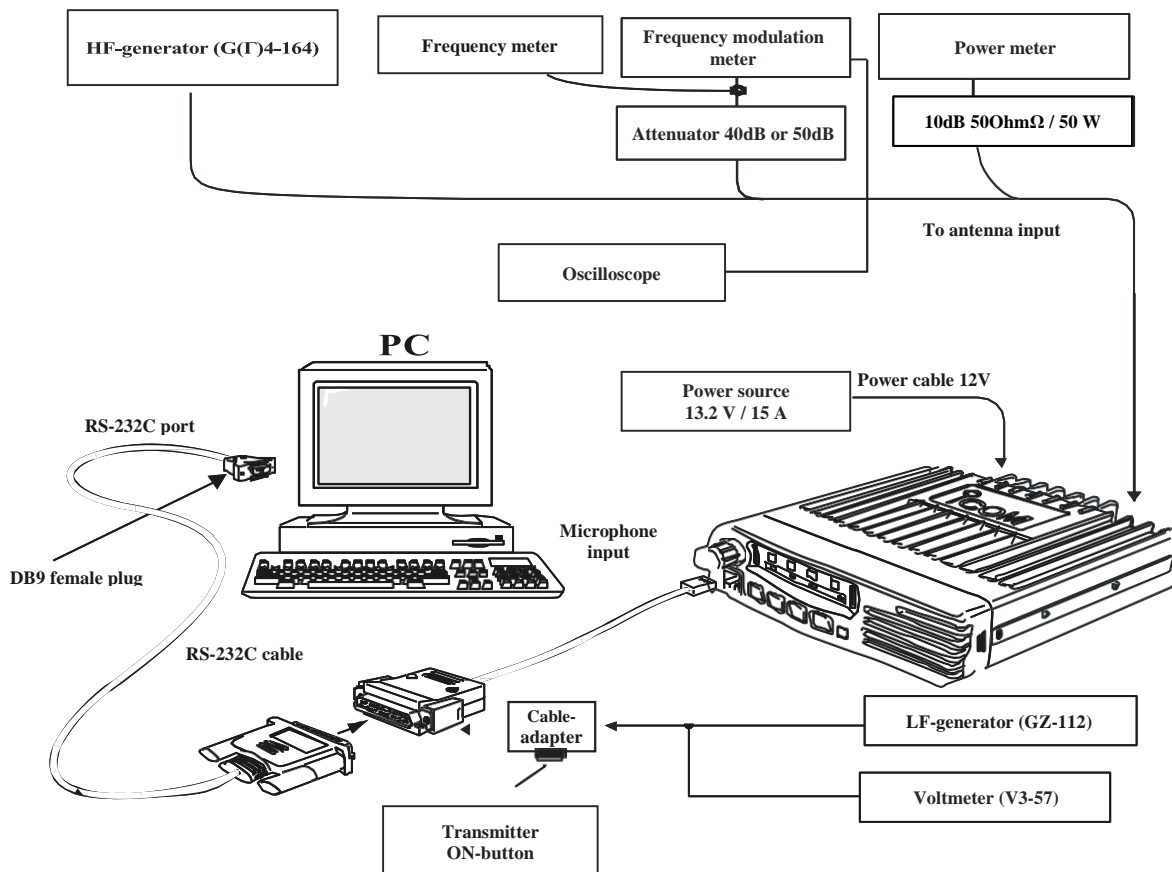 HF-generator (G(Г)4-164)
Frequency meter
Frequency modulation
meter
Power meter
Attenuator 40dB or 50dB
10dB 50OhmΩ / 50 W
To antenna input
Oscilloscope
PC
Power source
13.2 V / 15 A
Power cable 12V
RS-232C port
DB9 female plug
Microphone
input
ICOM
RS-232C cable
Cable-
adapter
LF-generator (GZ-112)
Voltmeter (V3-57)
Transmitter
ON-button